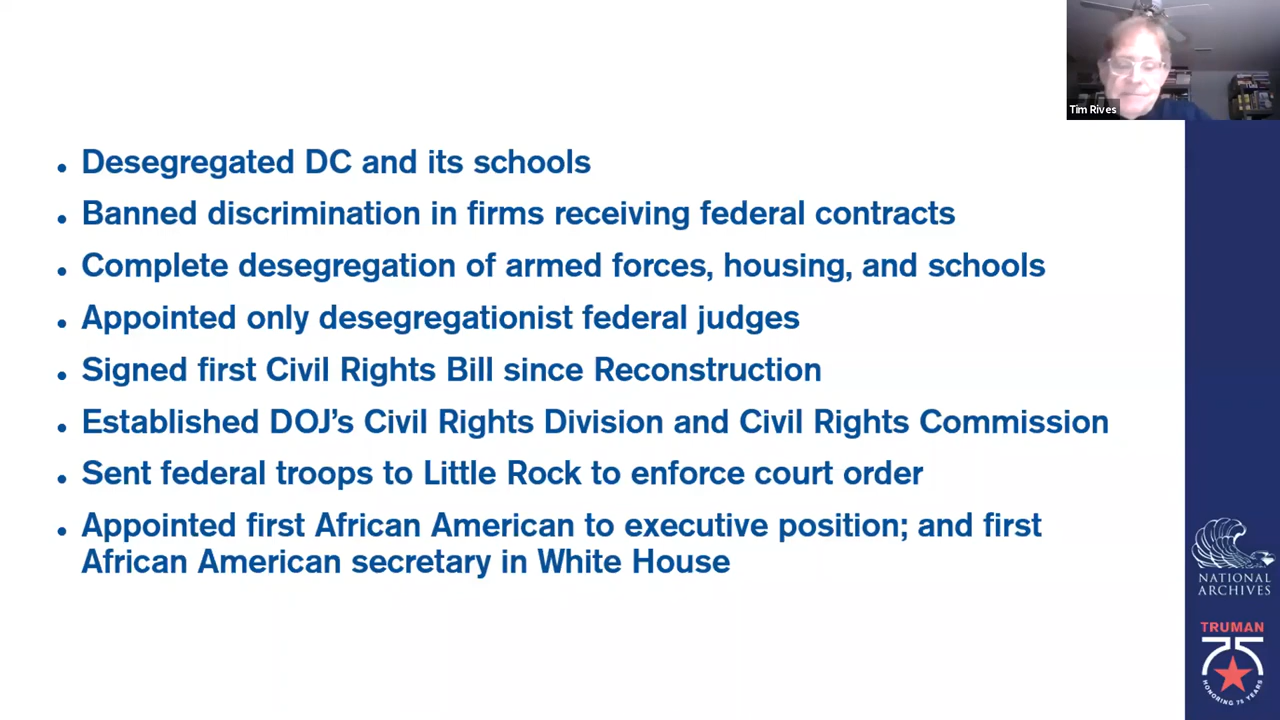 Tim Rives
• Desegregated DC and its schools
• Banned discrimination in firms receiving federal contracts
• Complete desegregation of armed forces, housing, and schools
• Appointed only desegregationist federal judges
• Signed first Civil Rights Bill since Reconstruction
• Established DOJ’s Civil Rights Division and Civil Rights Commission
• Sent federal troops to Little Rock to enforce court order
• Appointed first African American to executive position; and first
African American secretary in White House
NATIONAL
ARCHIVES
TRUMAN
75
HONORING 75 YEARS